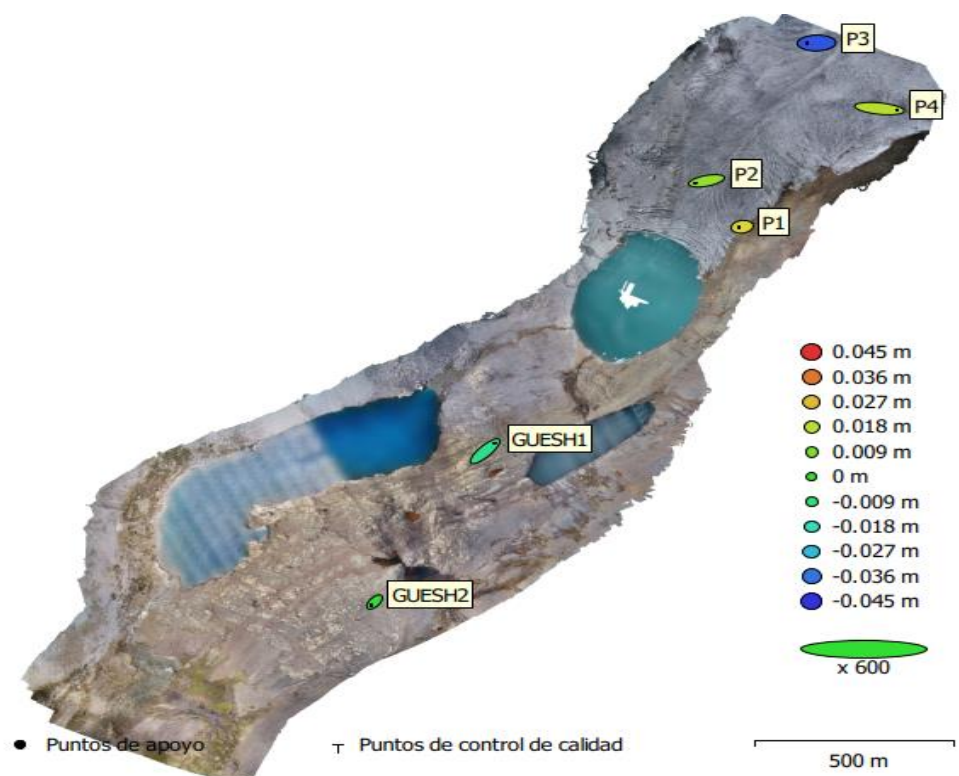 P3
P4
P2
P1
GUESH1
GUESH2
0.045 m
0.036 m
0.027 m
0.018 m
0.009 m
0 m
-0.009 m
-0.018 m
-0.027 m
-0.036 m
-0.045 m
x 600
Puntos de apoyo
Puntos de control de calidad
500 m